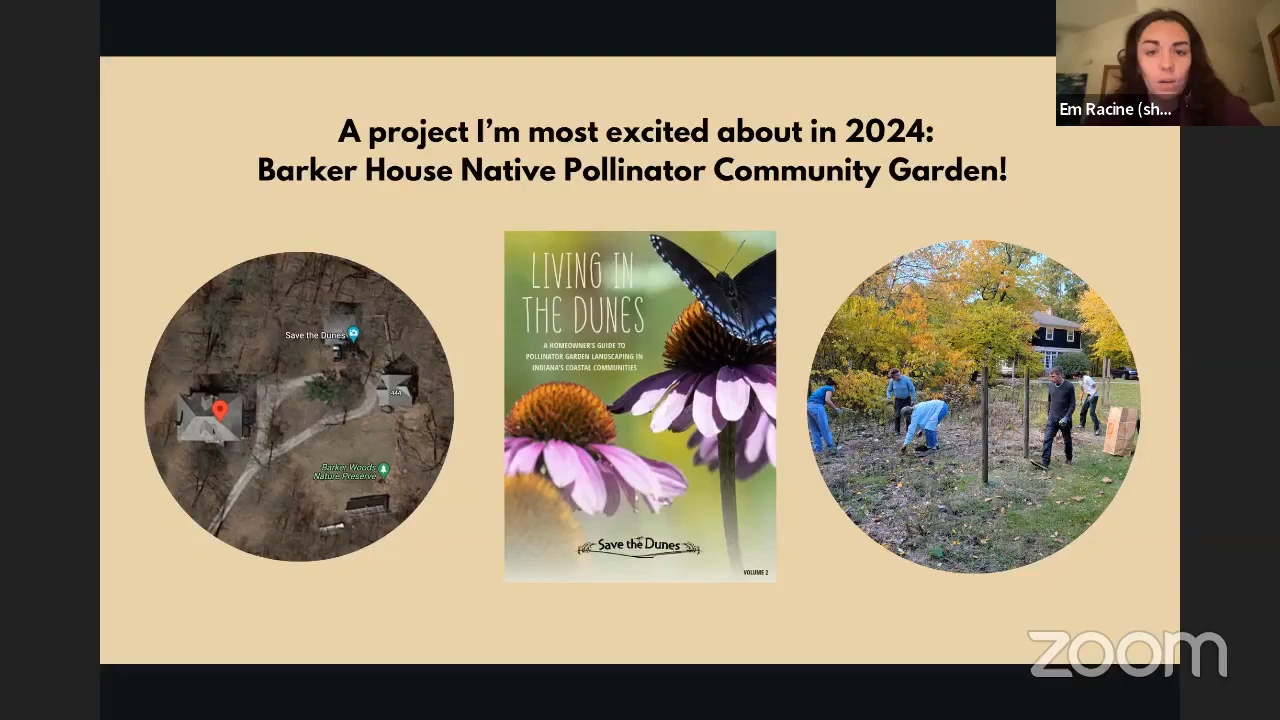 A project I'm most excited about in 2024:
Barker House Native Pollinator Community Garden!
Em Racine (sh...
Save the Dunes
444
Barker Woods
Nature Preserve
LIVING IN
THE DUNES
A HOMEOWNER'S GUIDE TO
POLLINATOR GARDEN LANDSCAPING IN
INDIANA'S COASTAL COMMUNITIES
Save the Dunes
VOLUME 2
zoom